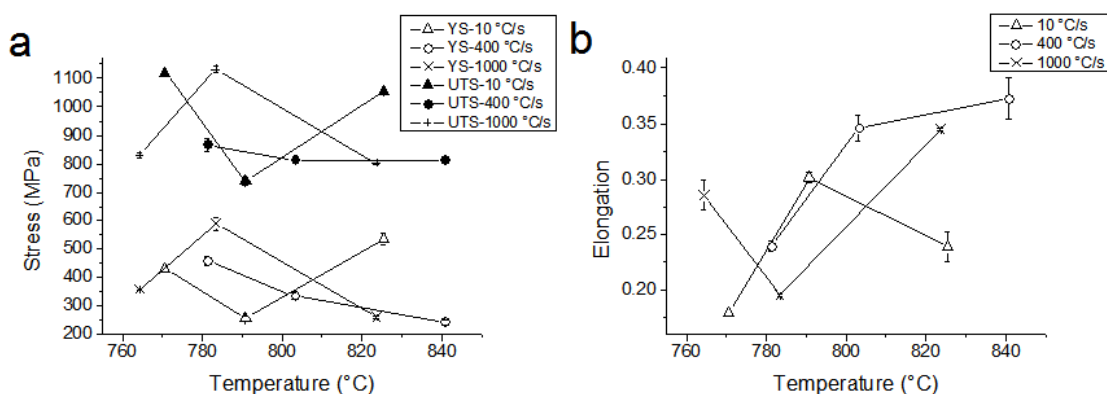 a
YS-10 °C/s
YS-400 °C/s
YS-1000 °C/s
UTS-10 °C/s
UTS-400 °C/s
UTS-1000 °C/s
1100
1000
900
800
700
600
500
400
300
200
Stress (MPa)
760
780
800
820
840
Temperature (°C)
b
10 °C/s
400 °C/s
1000 °C/s
0.40
0.35
0.30
0.25
0.20
Elongation
760
780
800
820
840
Temperature (°C)